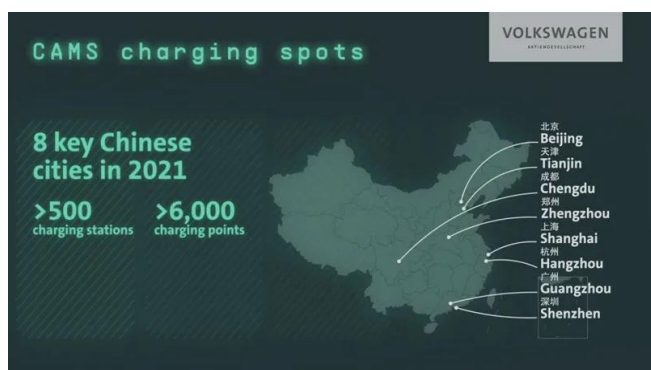 CAMS charging spots
VOLKSWAGEN
AKTIENGESELLSCHAFT
8 key Chinese
cities in 2021
>500
charging stations
>6,000
charging points
北京
Beijing
天津
Tianjin
成都
Chengdu
郑州
Zhengzhou
上海
Shanghai
杭州
Hangzhou
广州
Guangzhou
深圳
Shenzhen